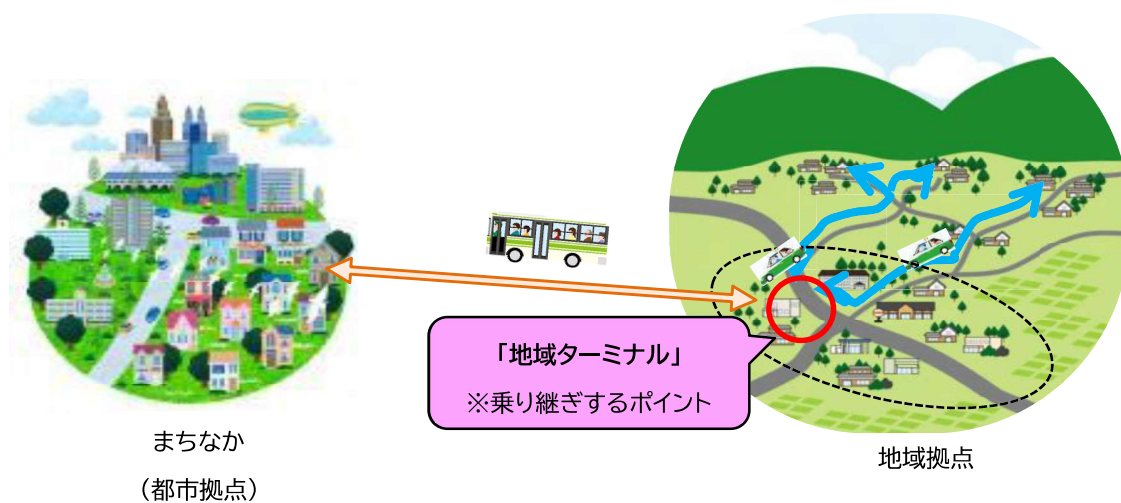 「地域ターミナル」
※乗り継ぎするポイント
まちなか
（都市拠点）
地域拠点